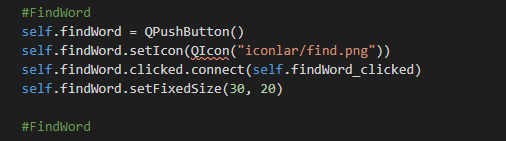 #FindWord
self.findWord = QPushButton()
self.findWord.setIcon(QIcon("iconlar/find.png"))
self.findWord.clicked.connect(self.findWord_clicked)
self.findWord.setFixedSize(30, 20)
#FindWord